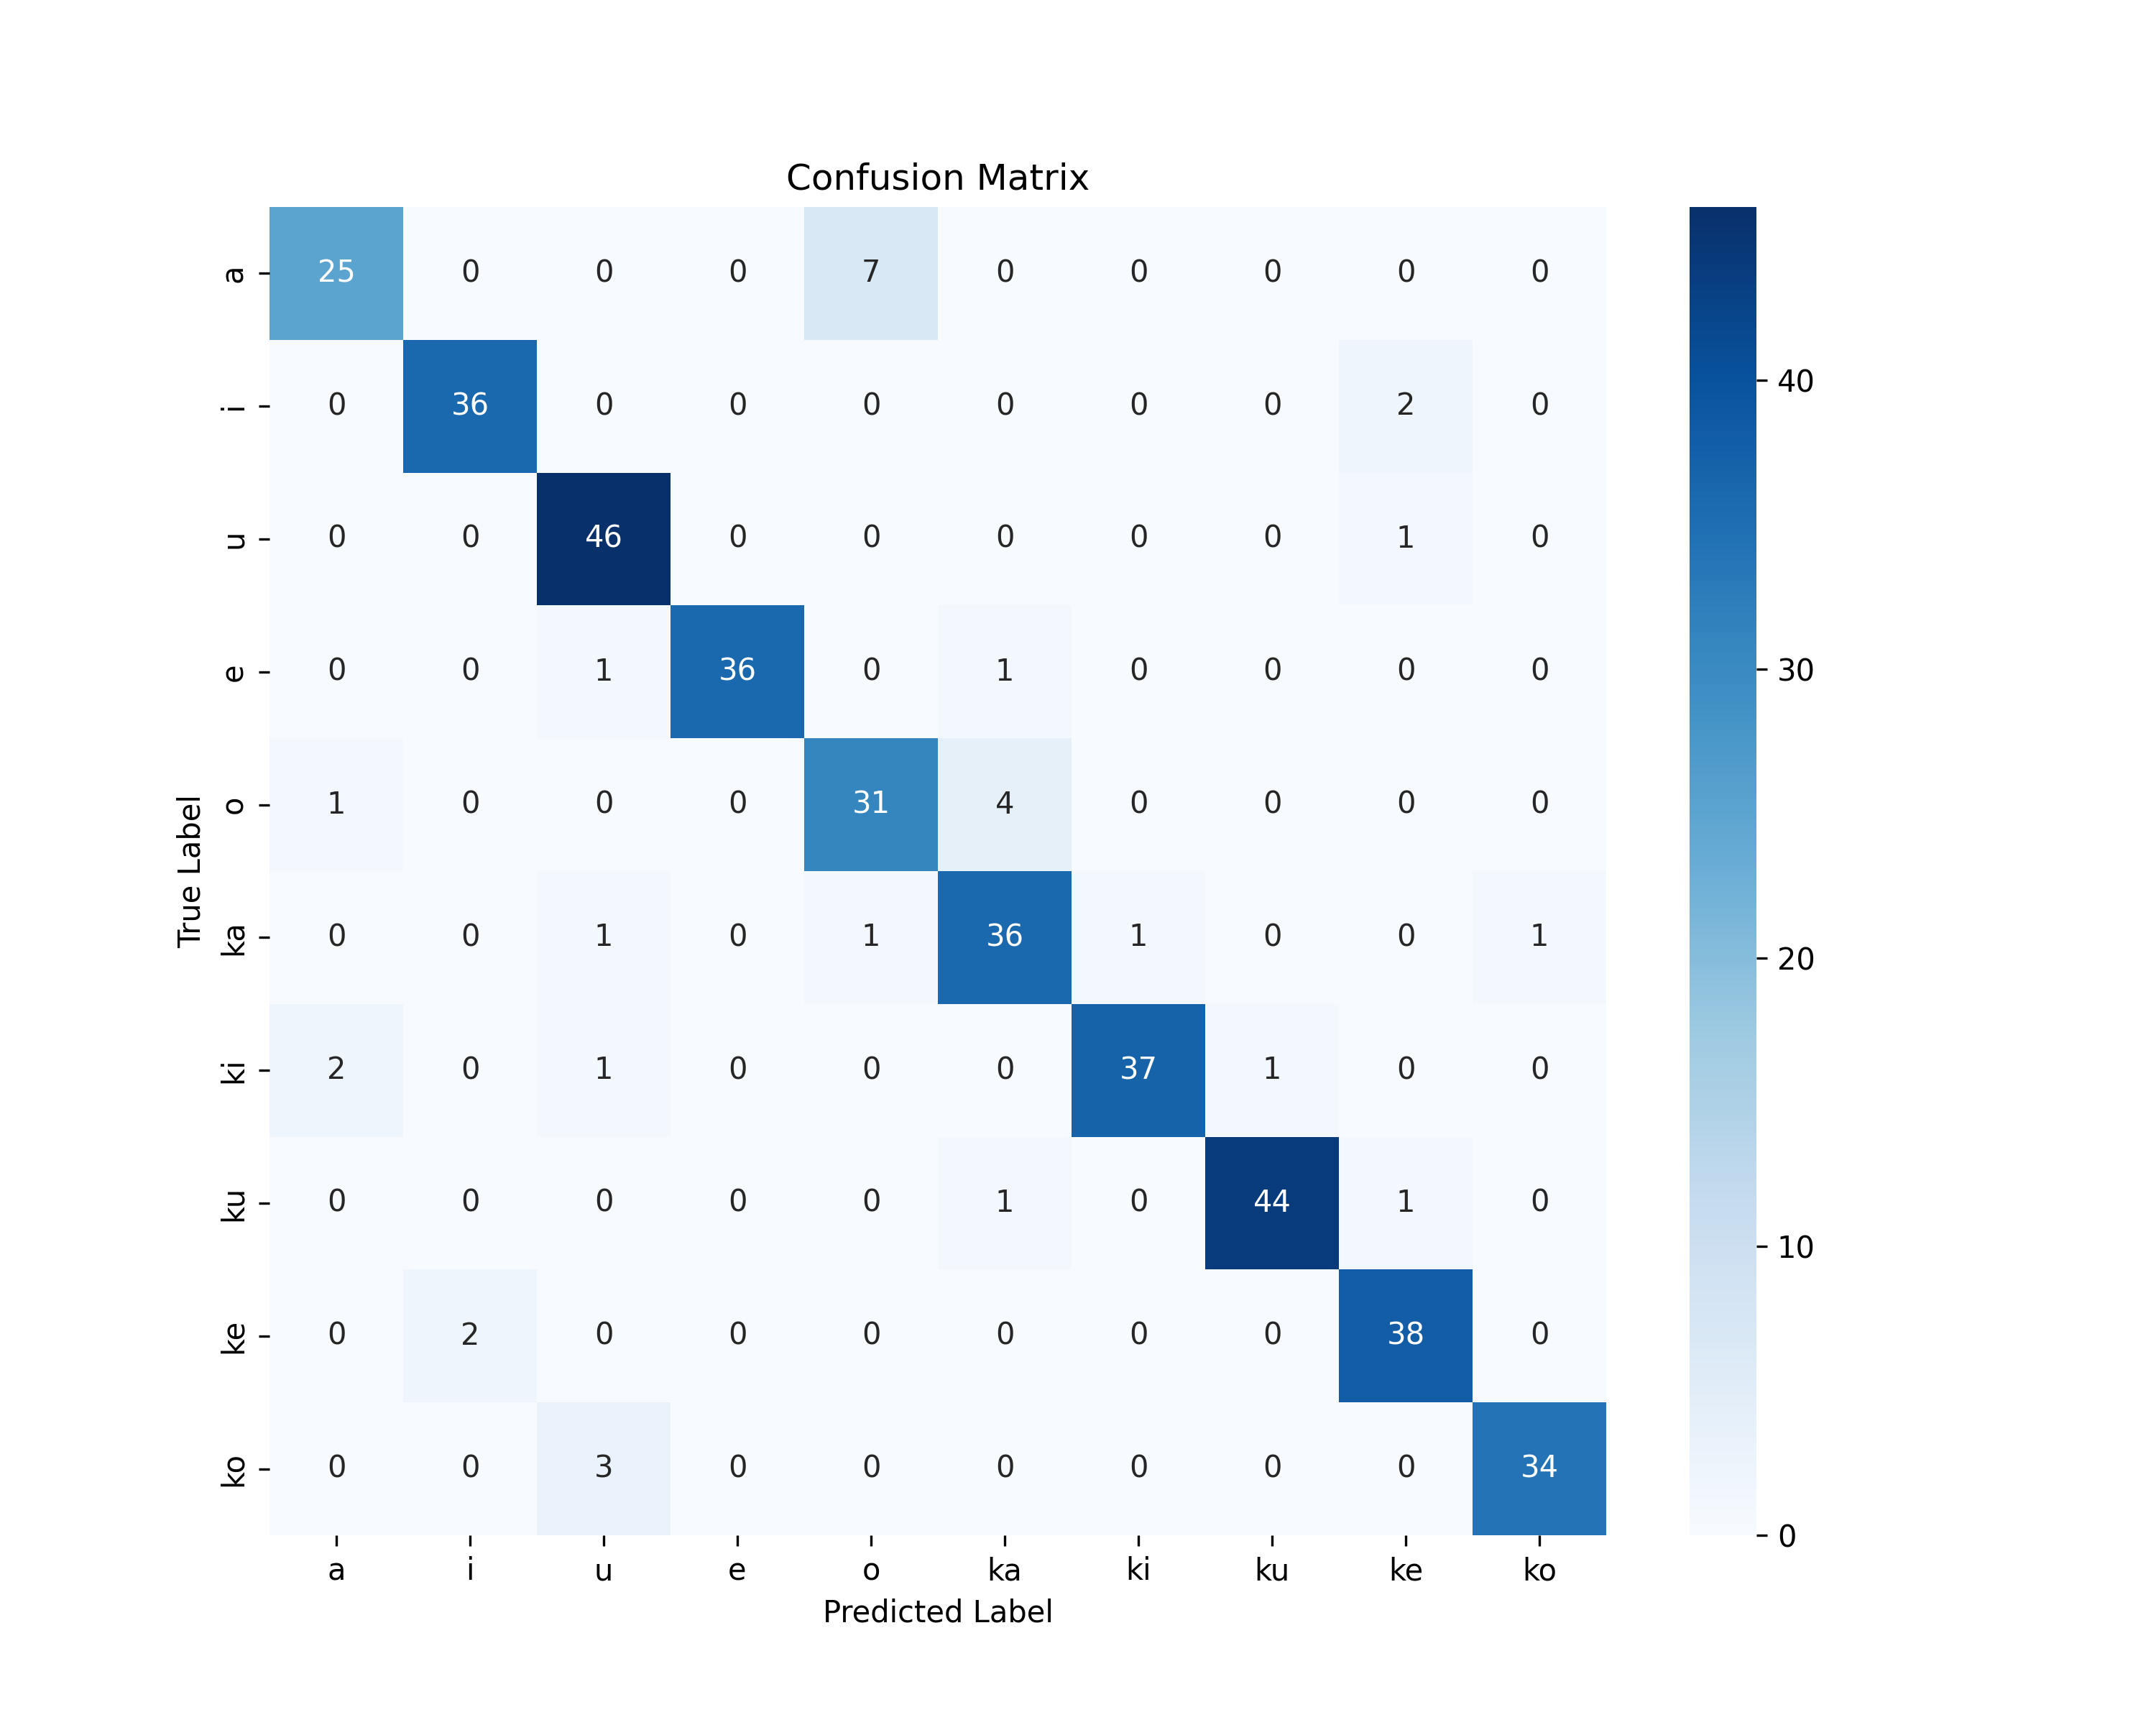 Confusion Matrix
a 25 0 0 0 7 0 0 0 0 0
i 0 36 0 0 0 0 0 0 2 0
u 0 0 46 0 0 0 0 0 1 0
e 0 0 1 36 0 1 0 0 0 0
o 1 0 0 0 31 4 0 0 0 0
ka 0 0 1 0 1 36 1 0 0 1
ki 2 0 1 0 0 0 37 1 0 0
ku 0 0 0 0 0 1 0 44 1 0
ke 0 2 0 0 0 0 0 0 38 0
ko 0 0 3 0 0 0 0 0 0 34
a i u e o ka ki ku ke ko
Predicted Label
True Label
40
30
20
10
0